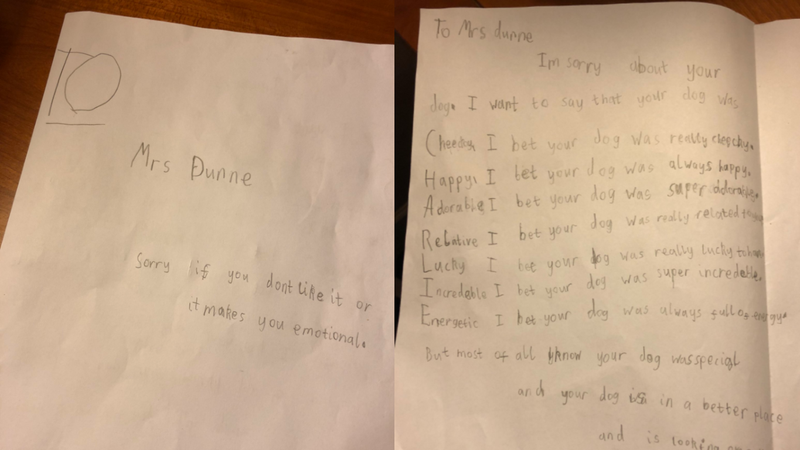 TO
Mrs Dunne
Sorry if you dont like it or
it makes you emotional.
To Mrs dunne
Im sorry about your
dog. I want to say that your dog was
Cheeky I bet your dog was really cheecky.
Happy. I bet your dog was always happy.
Adorable I bet your dog was super adorable.
Relative I bet your dog was really related to
Lucky I bet your dog was really lucky to
Incredable I bet your dog was super incredeble.
Energetic I bet your dog was always full of energy.
But most of all I know your dog was special
and your dog is in a better place
and is looking